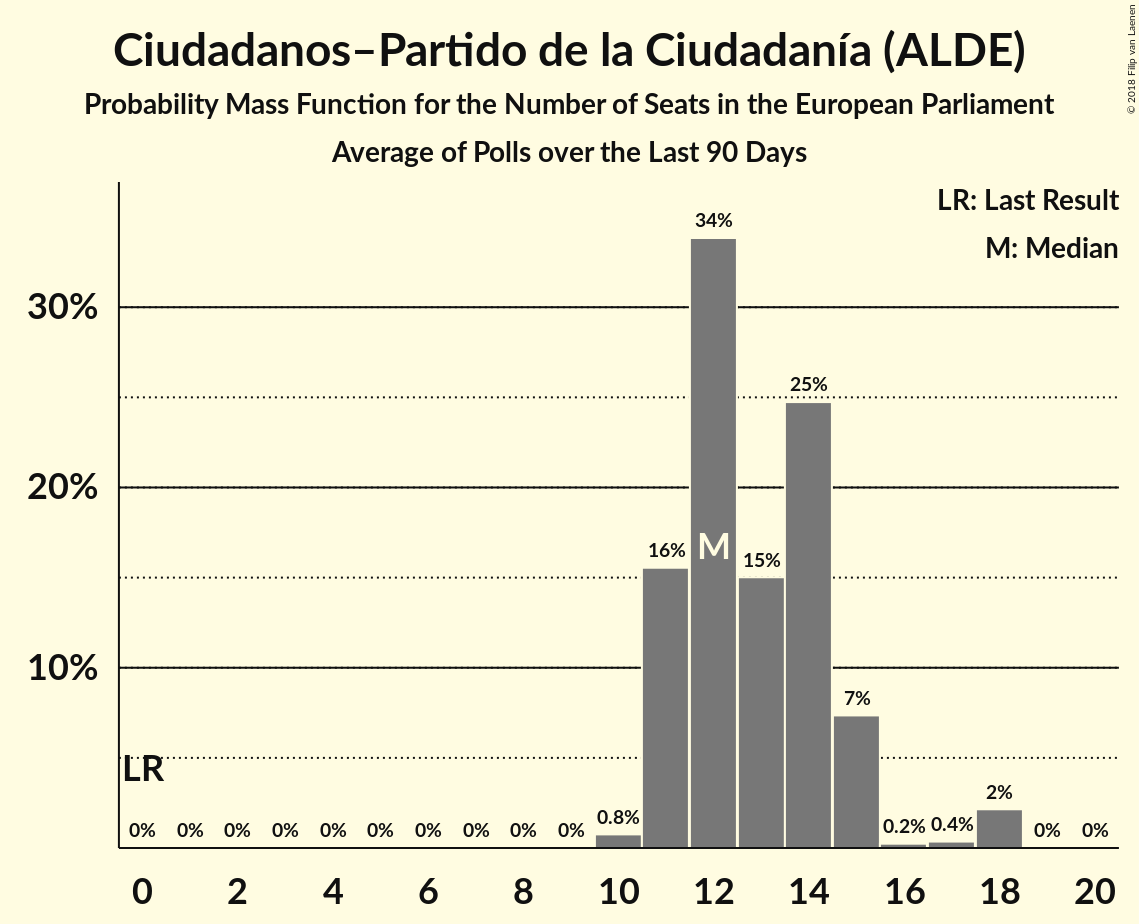 Ciudadanos–Partido de la Ciudadanía (ALDE)
Probability Mass Function for the Number of Seats in the European Parliament
Average of Polls over the Last 90 Days
© 2018 Filip van Laenen
LR: Last Result
M: Median
34%
30%
25%
20%
16%
M
15%
10%
7%
LR
2%
0% 0% 0% 0% 0% 0% 0% 0% 0% 0% 0.8% 0.2% 0.4% 0% 0%
0 2 4 6 8 10 12 14 16 18 20